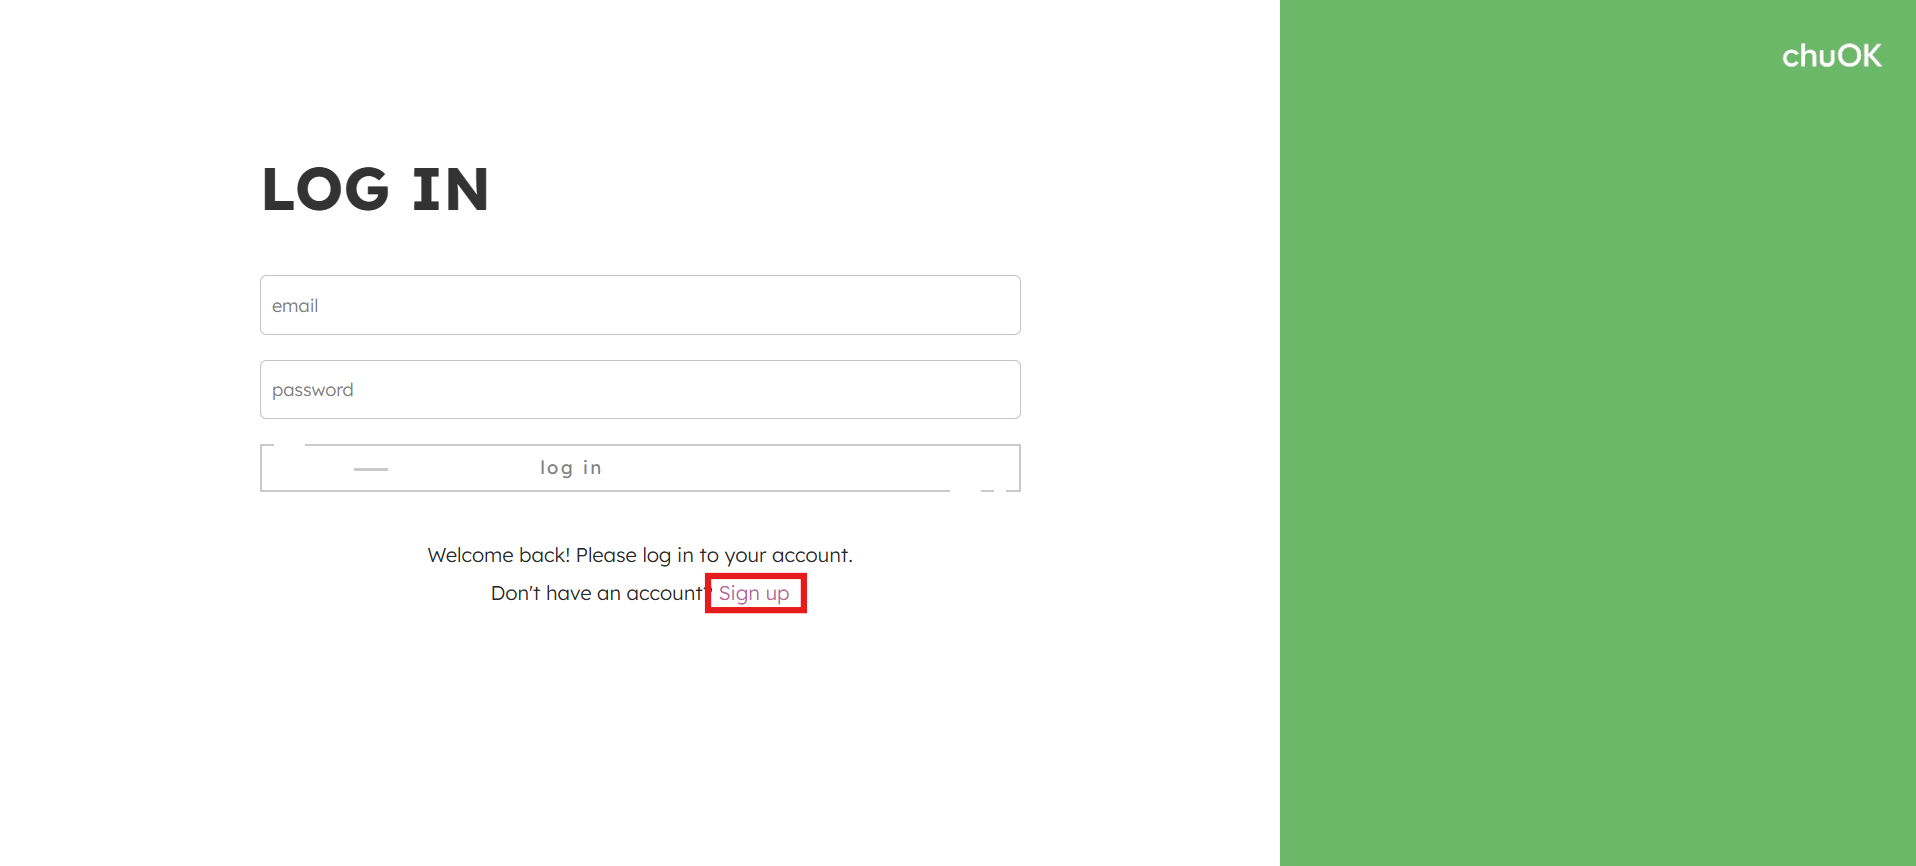 chuOK
LOG IN
email
password
log in
Welcome back! Please log in to your account.
Don't have an account? Sign up